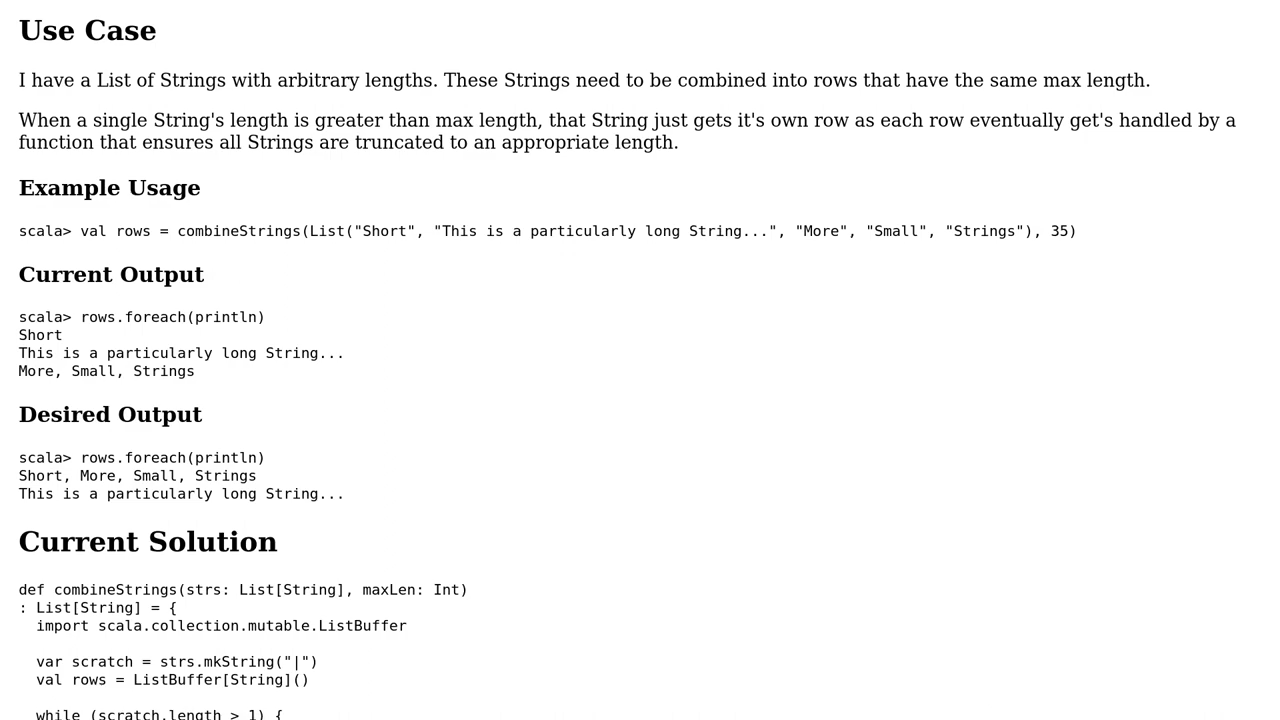 Use Case
I have a List of Strings with arbitrary lengths. These Strings need to be combined into rows that have the same max length.
When a single String's length is greater than max length, that String just gets it's own row as each row eventually get's handled by a
function that ensures all Strings are truncated to an appropriate length.
Example Usage
scala> val rows = combineStrings(List("Short", "This is a particularly long String...", "More", "Small", "Strings"), 35)
Current Output
scala> rows.foreach(println)
Short
This is a particularly long String...
More, Small, Strings
Desired Output
scala> rows.foreach(println)
Short, More, Small, Strings
This is a particularly long String...
Current Solution
def combineStrings(strs: List[String], maxLen: Int)
: List[String] = {
  import scala.collection.mutable.ListBuffer
  var scratch = strs.mkString("|")
  val rows = ListBuffer[String]()
  while (scratch.length > 1) {